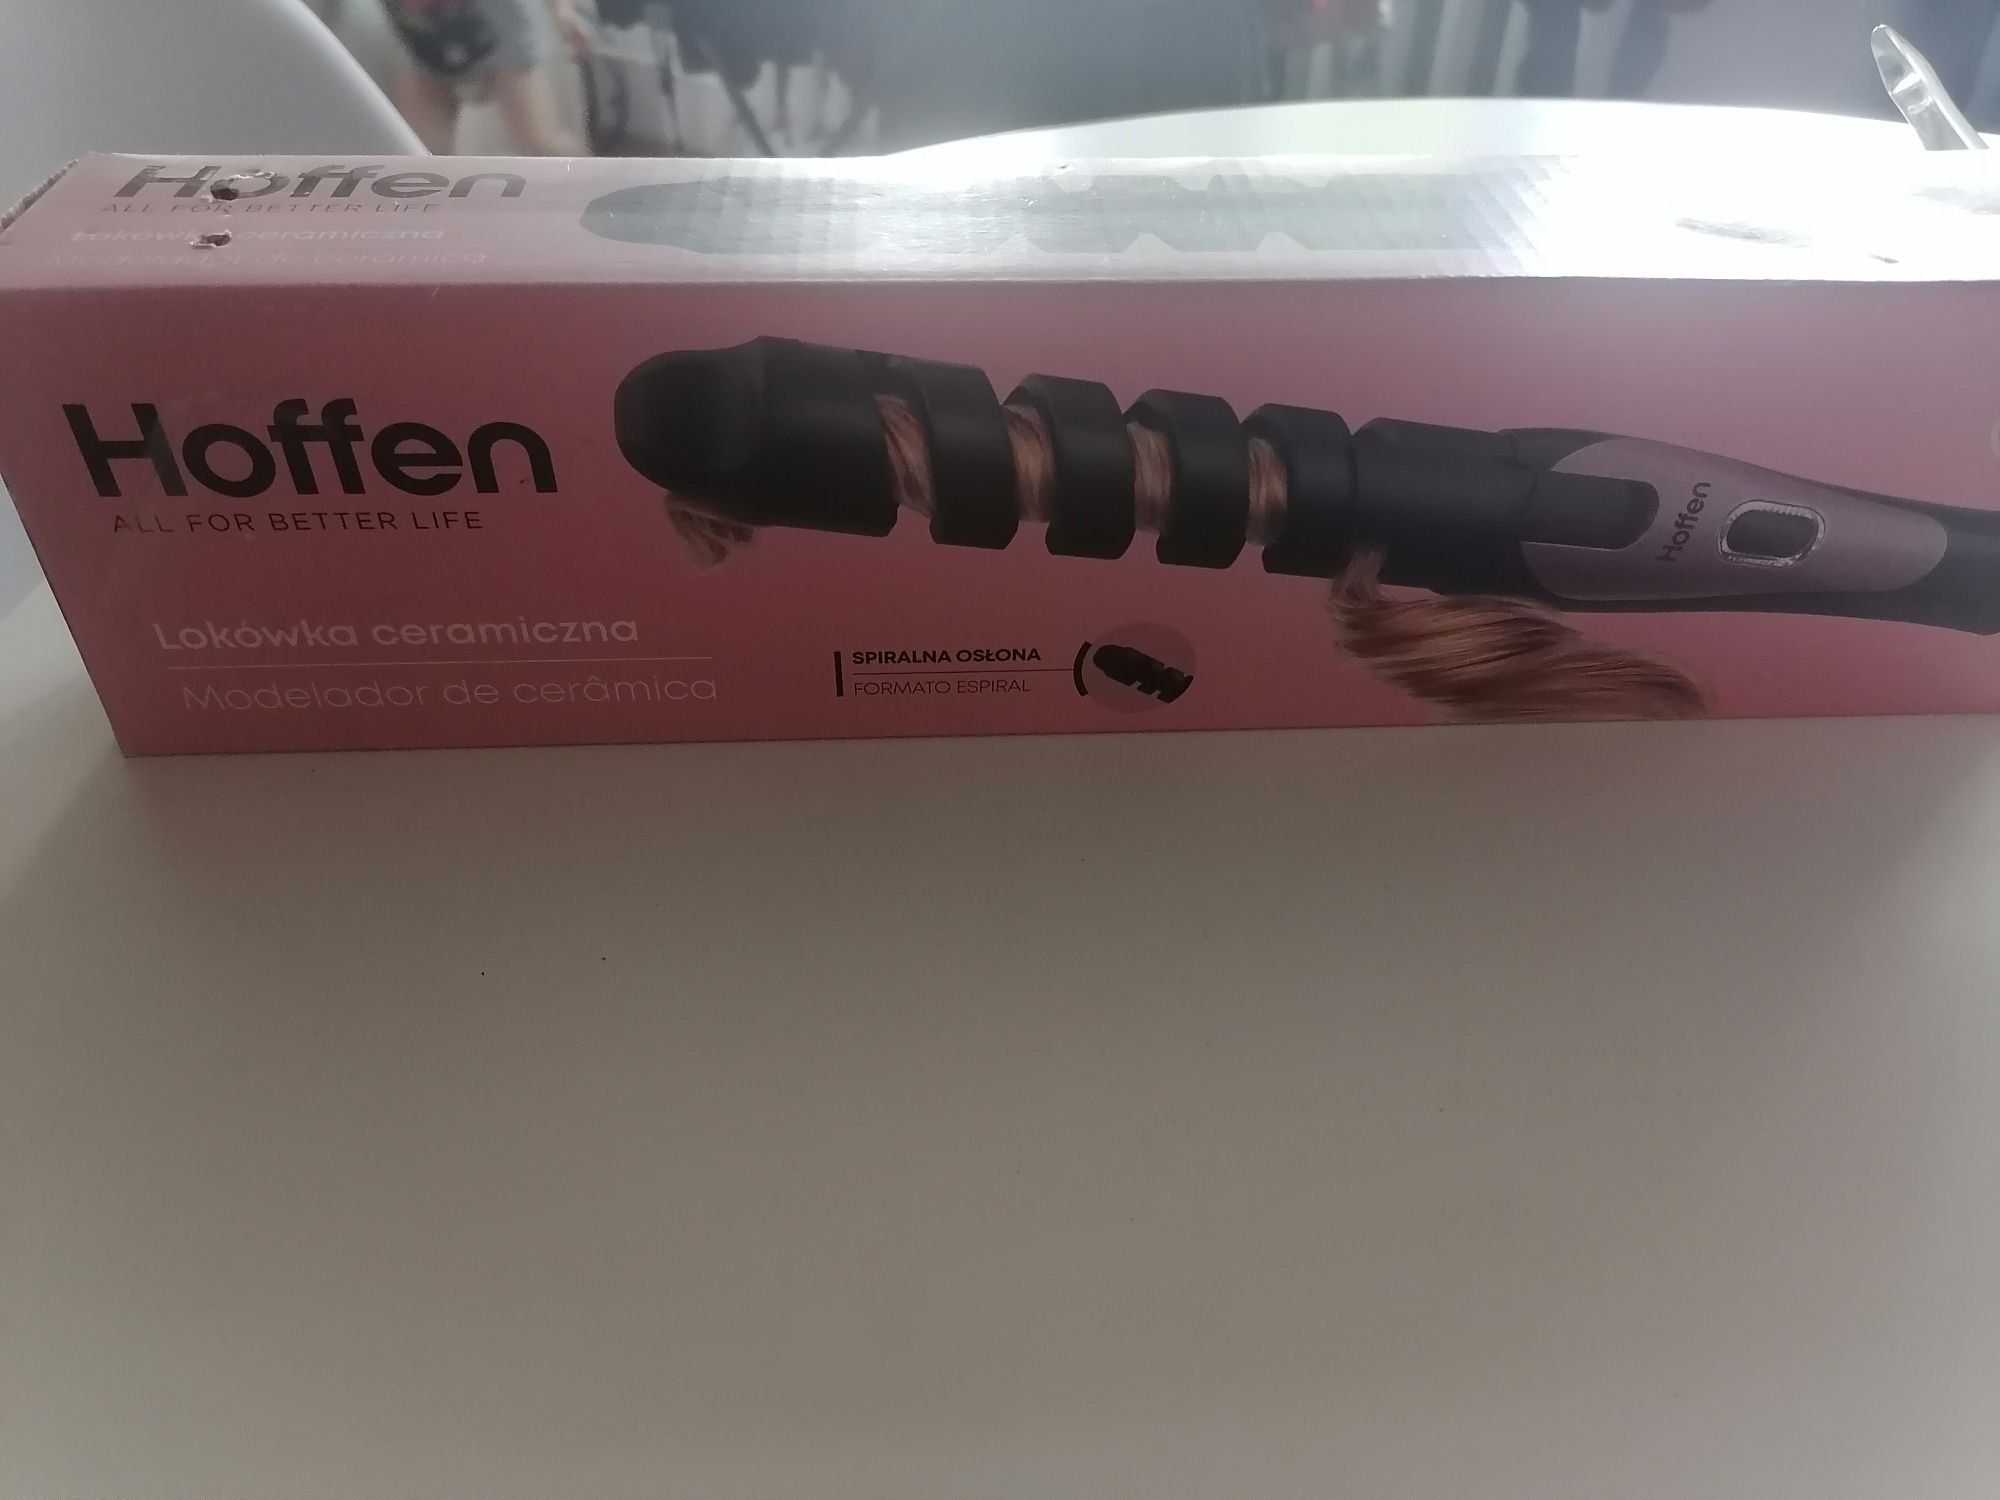 Hoffen
ALL FOR BETTER LIFE
Lokówka ceramiczna
Modelador de cerâmica
Hoffen
ALL FOR BETTER LIFE
Lokówka ceramiczna
Modelador de cerâmica
SPIRALNA OSŁONA
FORMATO ESPIRAL
Hoffen